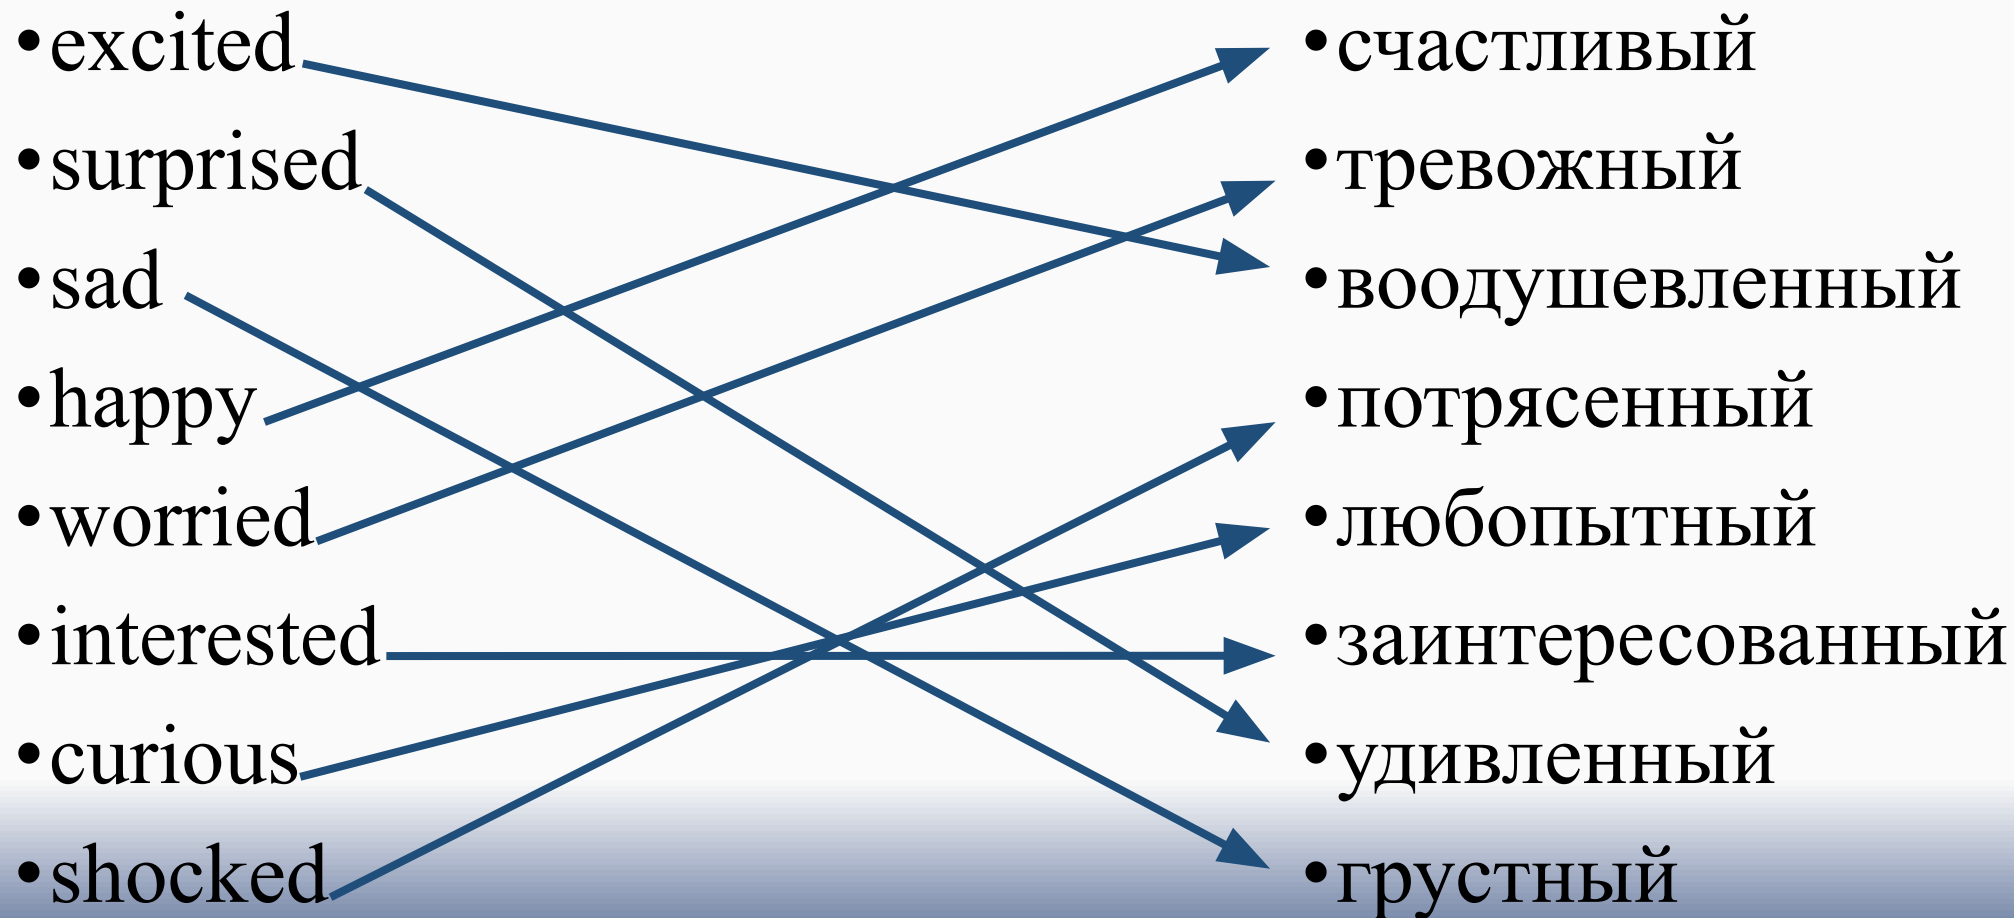 •excited
•surprised
•sad
•happy
•worried
•interested
•curious
•shocked
•счастливый
•тревожный
•воодушевленный
•потрясенный
•любопытный
•заинтересованный
•удивленный
•грустный